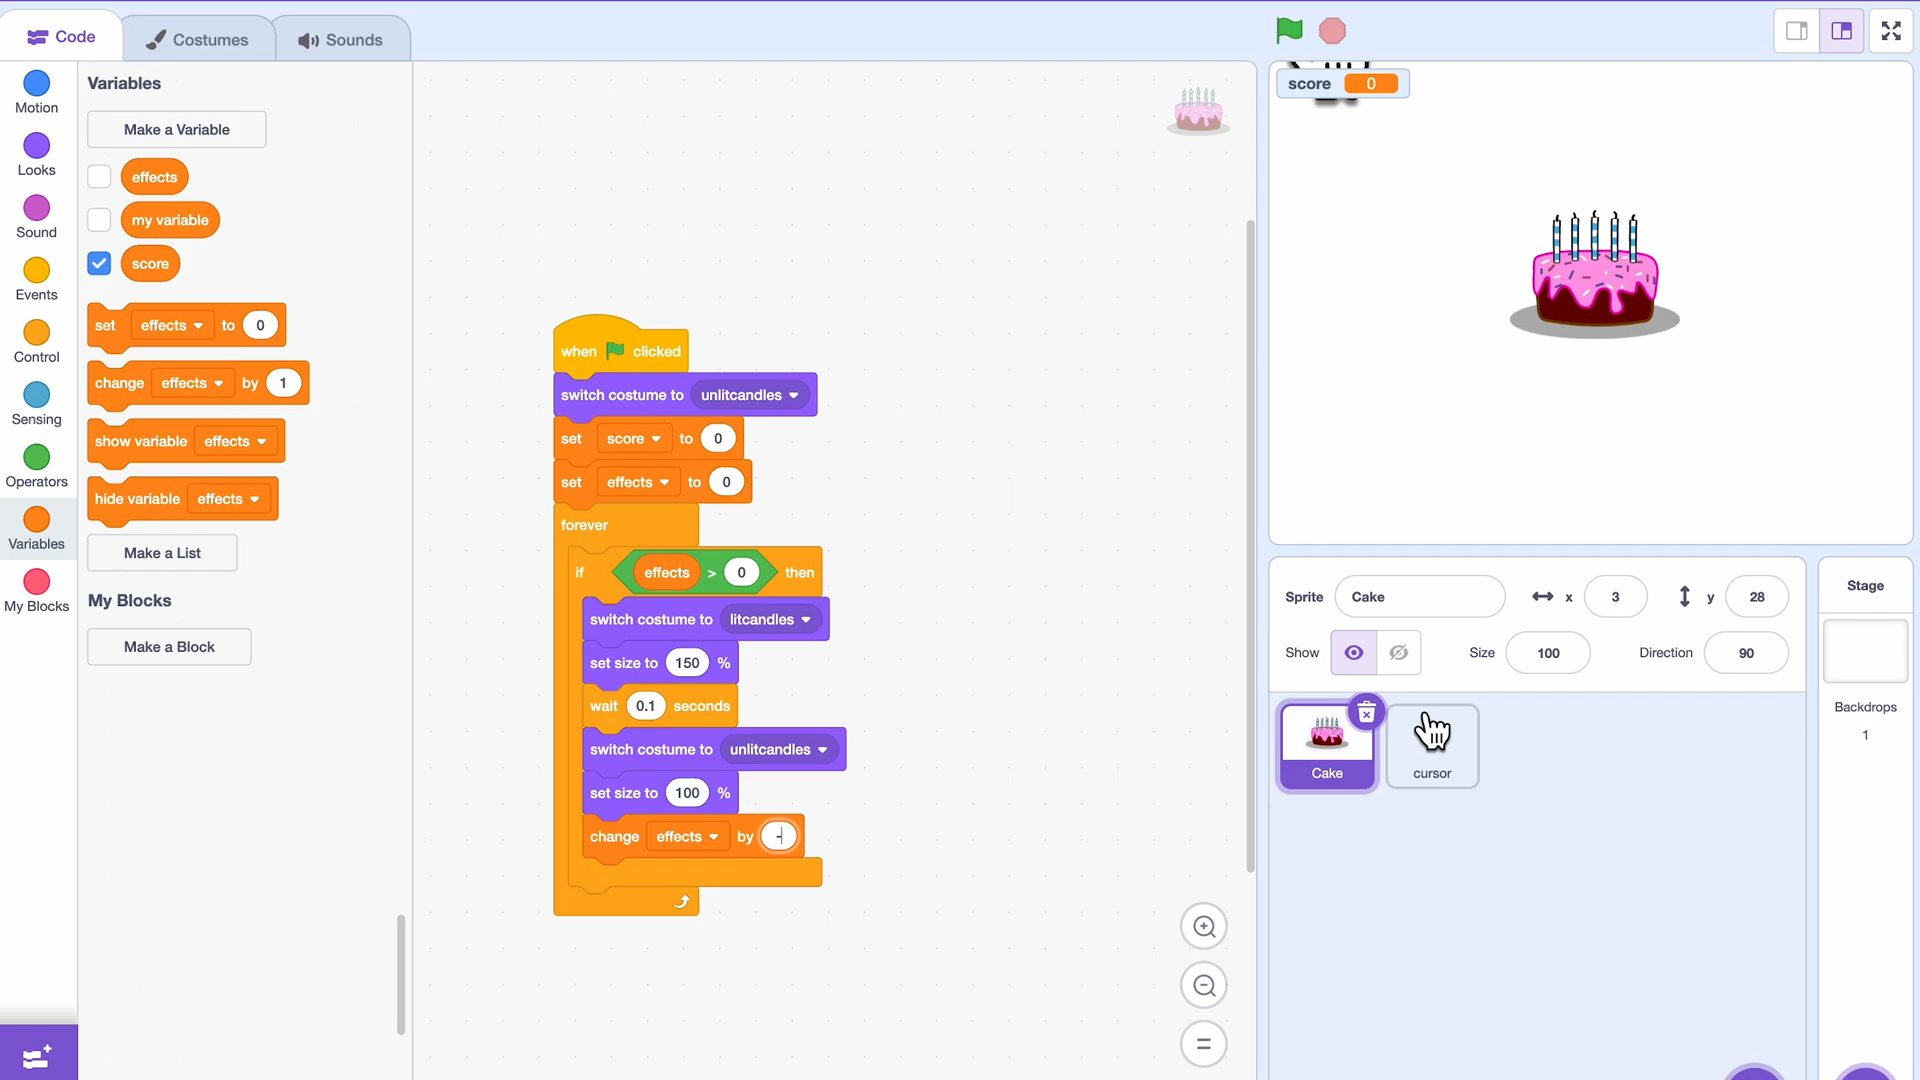 Code
Costumes
Sounds
Motion
Looks
Sound
Events
Control
Sensing
Operators
Variables
My Blocks
Variables
Make a Variable
effects
my variable
score
set effects to 0
change effects by 1
show variable effects
hide variable effects
Make a List
My Blocks
Make a Block
when clicked
switch costume to unlitcandles
set score to 0
set effects to 0
forever
if effects > 0 then
switch costume to litcandles
set size to 150 %
wait 0.1 seconds
switch costume to unlitcandles
set size to 100 %
change effects by -
score 0
Sprite Cake x 3 y 28
Show Size 100 Direction 90
Cake
cursor
Stage
Backdrops
1